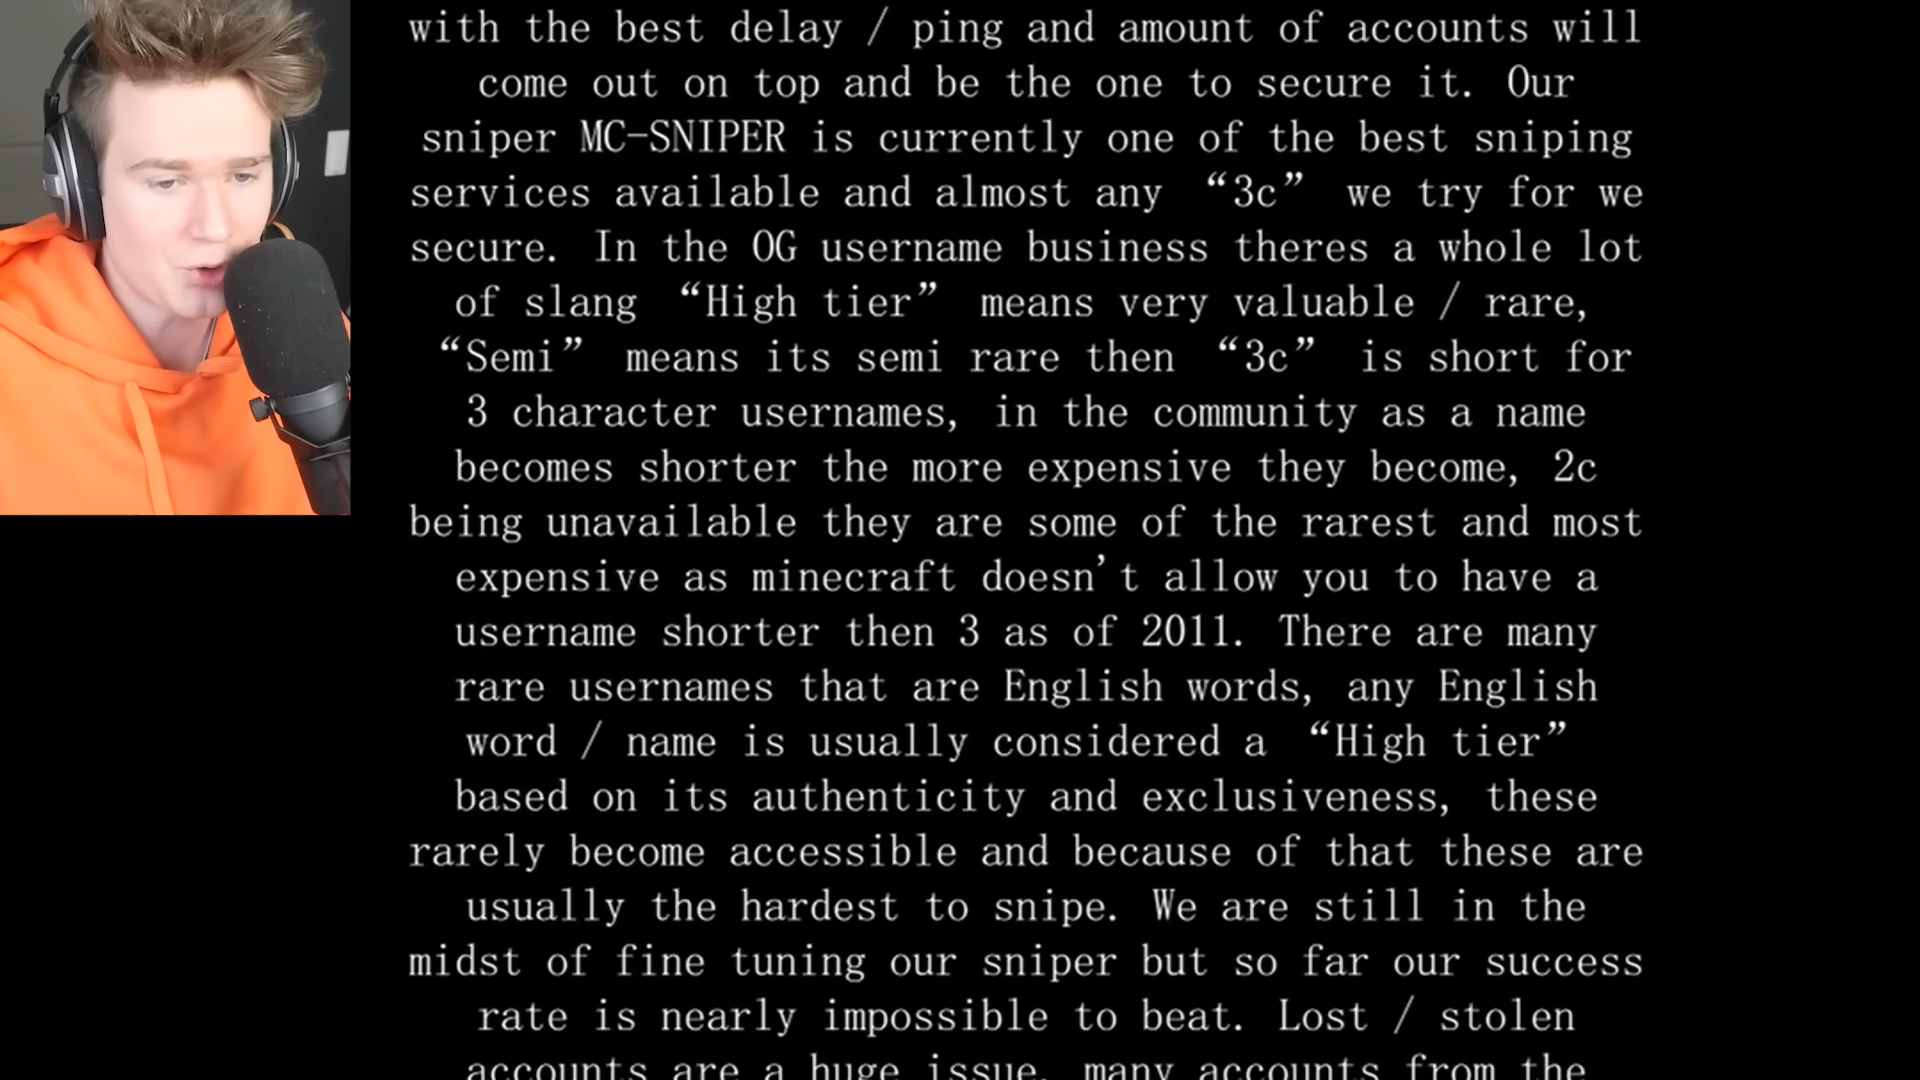 with the best delay / ping and amount of accounts will
come out on top and be the one to secure it. Our
sniper MC-SNIPER is currently one of the best sniping
services available and almost any “3c” we try for we
secure. In the OG username business theres a whole lot
of slang “High tier” means very valuable / rare,
“Semi” means its semi rare then “3c” is short for
3 character usernames, in the community as a name
becomes shorter the more expensive they become, 2c
being unavailable they are some of the rarest and most
expensive as minecraft doesn’t allow you to have a
username shorter then 3 as of 2011. There are many
rare usernames that are English words, any English
word / name is usually considered a “High tier”
based on its authenticity and exclusiveness, these
rarely become accessible and because of that these are
usually the hardest to snipe. We are still in the
midst of fine tuning our sniper but so far our success
rate is nearly impossible to beat. Lost / stolen
accounts are a huge issue, many accounts from the